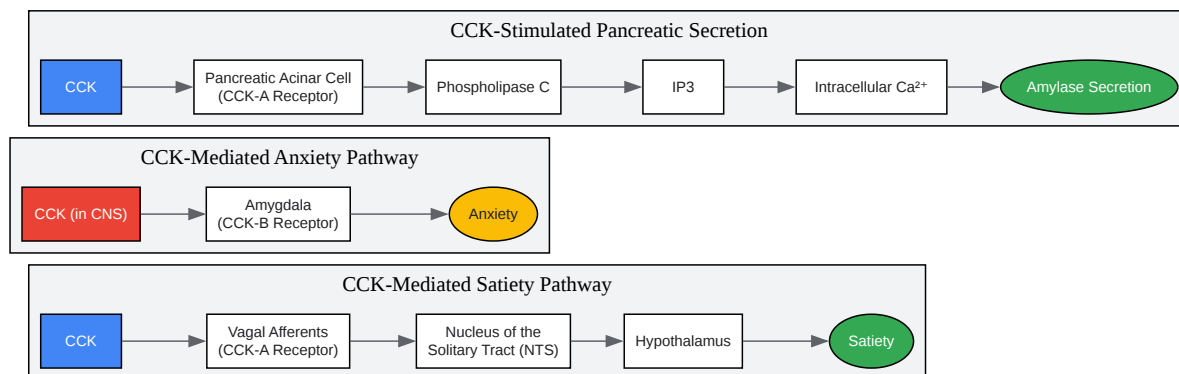 CCK-Stimulated Pancreatic Secretion
CCK
Pancreatic Acinar Cell
(CCK-A Receptor)
Phospholipase C
IP3
Intracellular Ca²⁺
Amylase Secretion
CCK-Mediated Anxiety Pathway
CCK (in CNS)
Amygdala
(CCK-B Receptor)
Anxiety
CCK-Mediated Satiety Pathway
CCK
Vagal Afferents
(CCK-A Receptor)
Nucleus of the
Solitary Tract (NTS)
Hypothalamus
Satiety